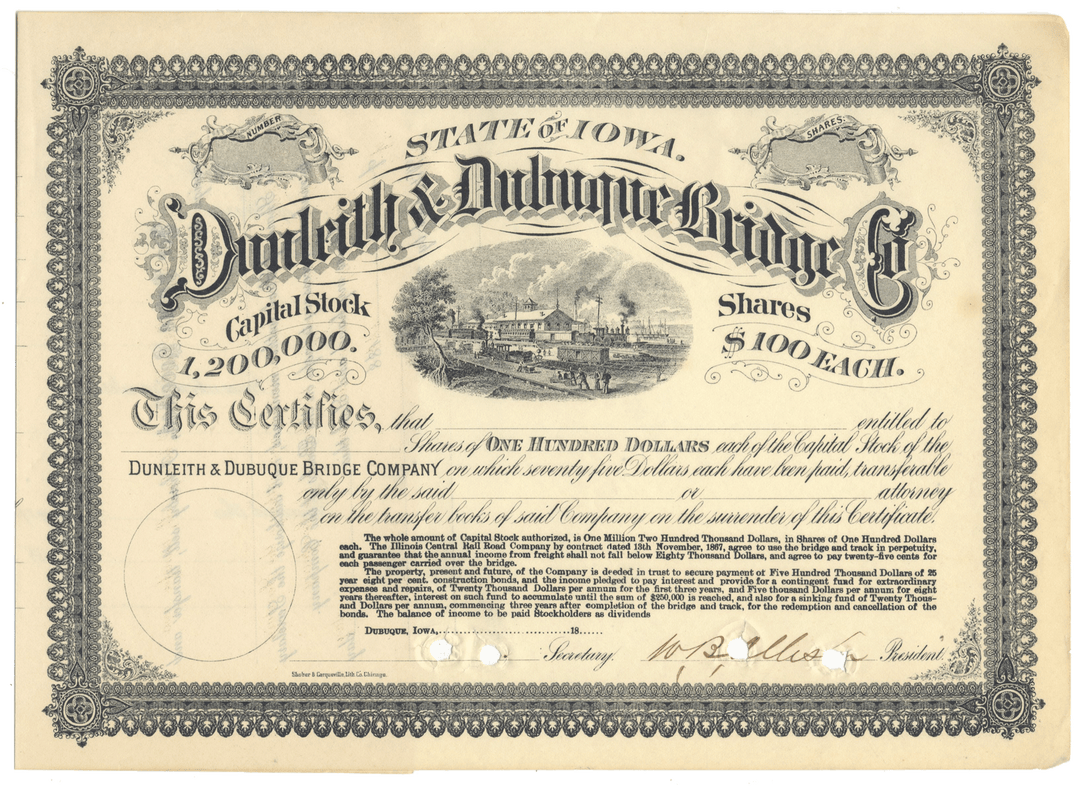 NUMBER
STATE OF IOWA.
SHARES.
Dunleith & Dubuque Bridge Co
Capital Stock
1,200,000.
Shares
$100 EACH.
This Certifies, that entitled to
Shares of ONE HUNDRED DOLLARS each of the Capital Stock of the
DUNLEITH & DUBUQUE BRIDGE COMPANY on which seventy five Dollars each have been paid, transferable
only by the said or attorney
on the transfer books of said Company on the surrender of this Certificate.
The whole amount of Capital Stock authorized, is One Million Two Hundred Thousand Dollars, in Shares of One Hundred Dollars
each. The Illinois Central Rail Road Company by contract dated 13th November, 1867, agree to use the bridge and track in perpetuity,
and guarantee that the annual income from freight shall not fall below Eighty Thousand Dollars, and agree to pay twenty-five cents for
each passenger carried over the bridge.
The property, present and future, of the Company is deeded in trust to secure payment of Five Hundred Thousand Dollars of 25
year eight per cent. construction bonds, and the income pledged to pay interest and provide for a contingent fund for extraordinary
expenses and repairs, of Twenty Thousand Dollars per annum for the first three years, and Five thousand Dollars per annum for eight
years thereafter, interest on such fund to accumulate until the sum of $250,000 is reached, and also for a sinking fund of Twenty Thous-
and Dollars per annum, commencing three years after completion of the bridge and track, for the redemption and cancellation of the
bonds. The balance of income to be paid Stockholders as dividends
DUBUQUE, IOWA, 18
Secretary. W B Allison President
Shober & Carqueville, Lith Co. Chicago.